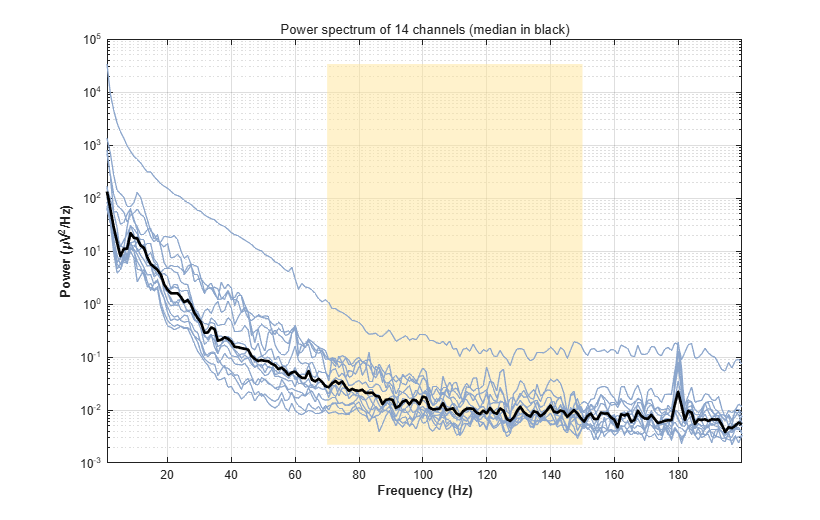 Power spectrum of 14 channels (median in black)
10^5
10^4
10^3
10^2
10^1
10^0
10^-1
10^-2
10^-3
Power (μV²/Hz)
20 40 60 80 100 120 140 160 180
Frequency (Hz)